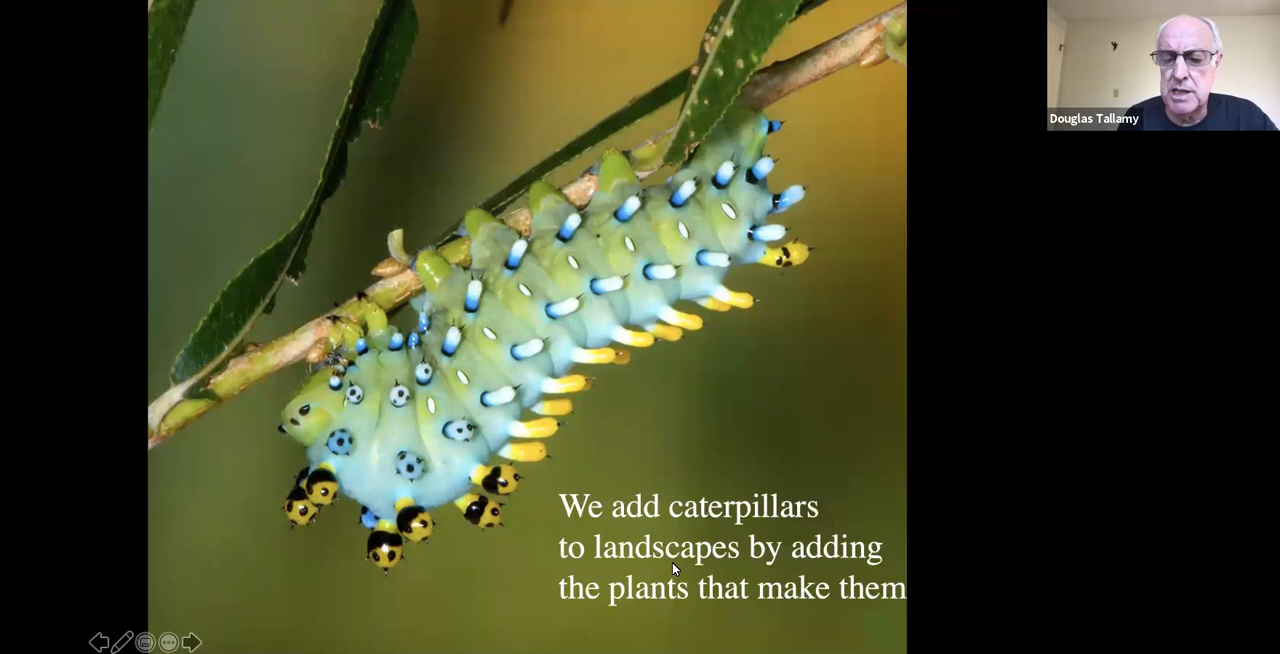 Douglas Tallamy
We add caterpillars
to landscapes by adding
the plants that make them